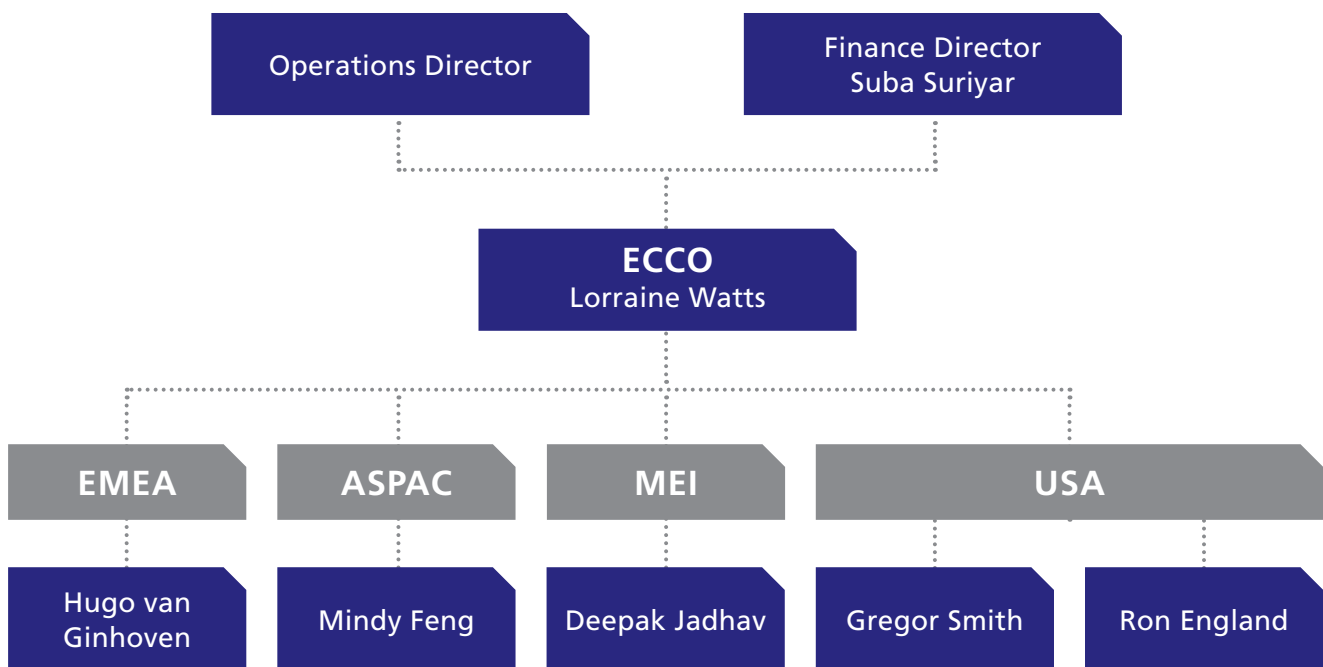 Operations Director
Finance Director
Suba Suriyar
ECCO
Lorraine Watts
EMEA
ASPAC
MEI
USA
Hugo van
Ginhoven
Mindy Feng
Deepak Jadhav
Gregor Smith
Ron England